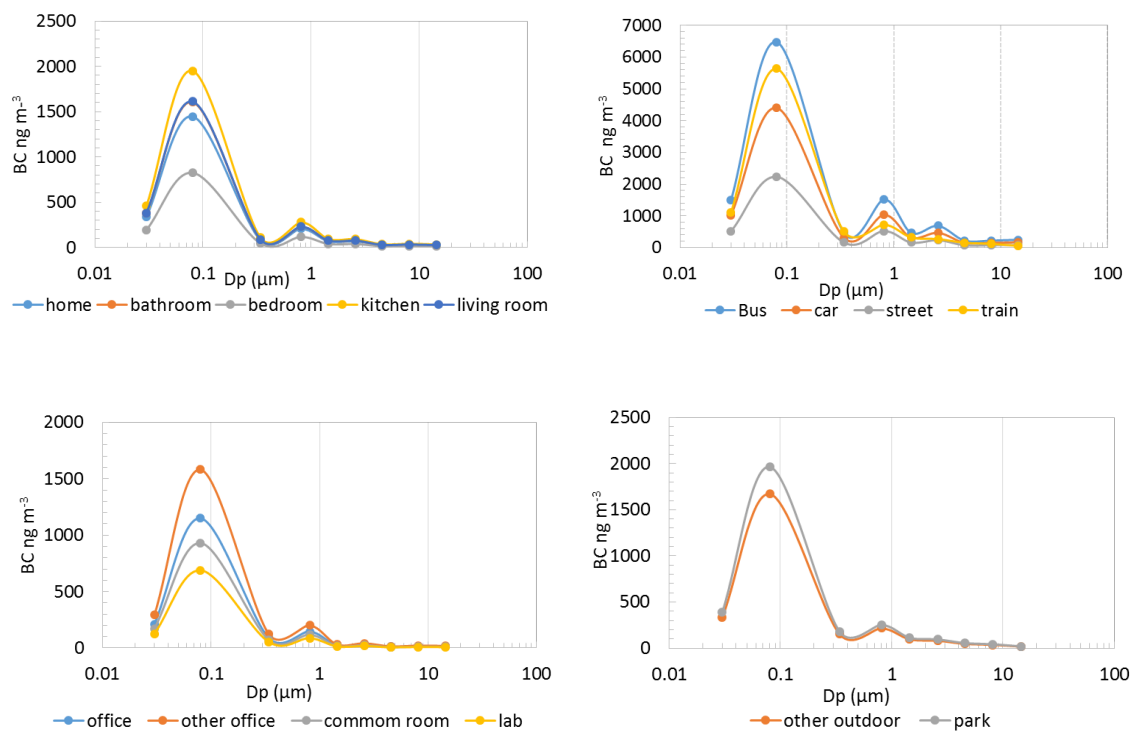 2500
2000
1500
1000
500
0
BC ng m⁻³
0.01 0.1 1 10 100
Dp (µm)
home bathroom bedroom kitchen living room
7000
6000
5000
4000
3000
2000
1000
0
BC ng m⁻³
0.01 0.1 1 10 100
Dp (µm)
Bus car street train
2000
1500
1000
500
0
BC ng m⁻³
0.01 0.1 1 10 100
Dp (µm)
office other office commom room lab
2500
2000
1500
1000
500
0
BC ng m⁻³
0.01 0.1 1 10 100
Dp (µm)
other outdoor park